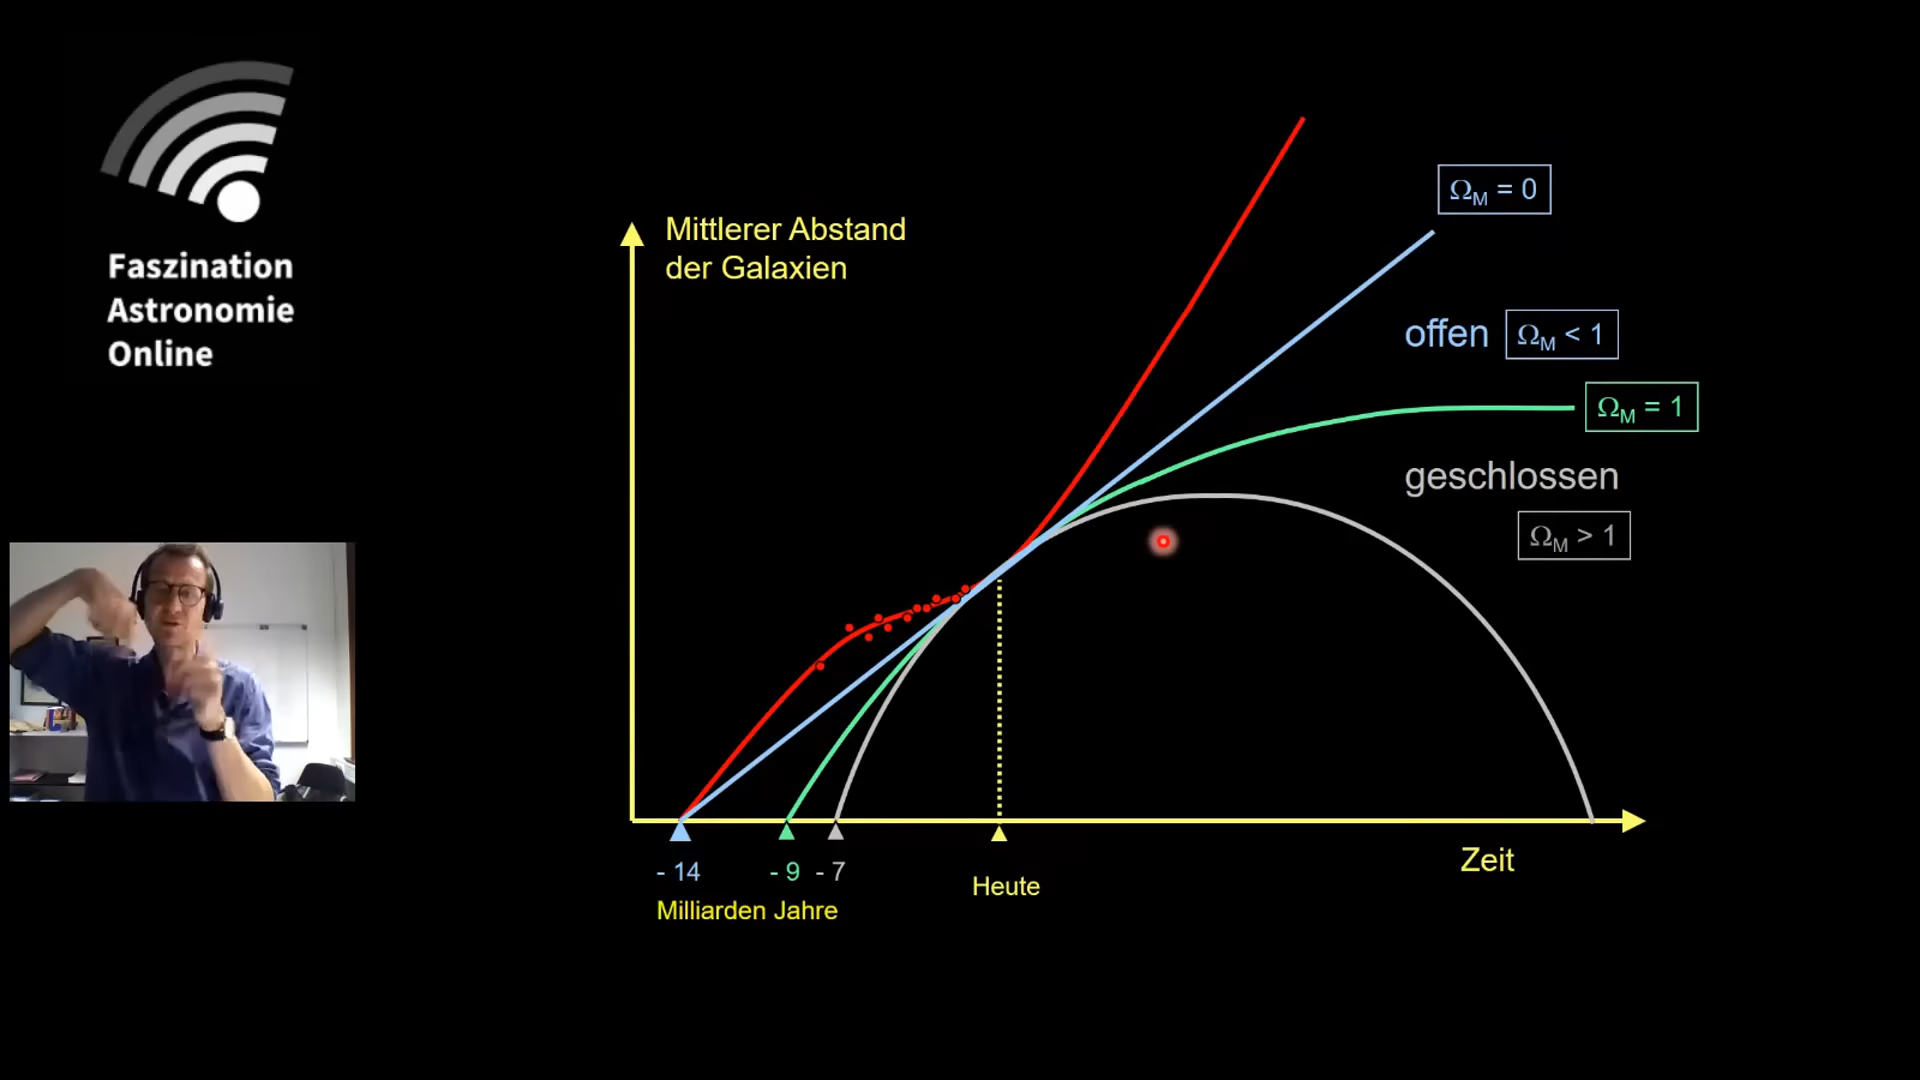 Faszination
Astronomie
Online
Mittlerer Abstand
der Galaxien
Ω_M = 0
offen Ω_M < 1
Ω_M = 1
geschlossen
Ω_M > 1
- 14 - 9 - 7
Milliarden Jahre
Heute
Zeit